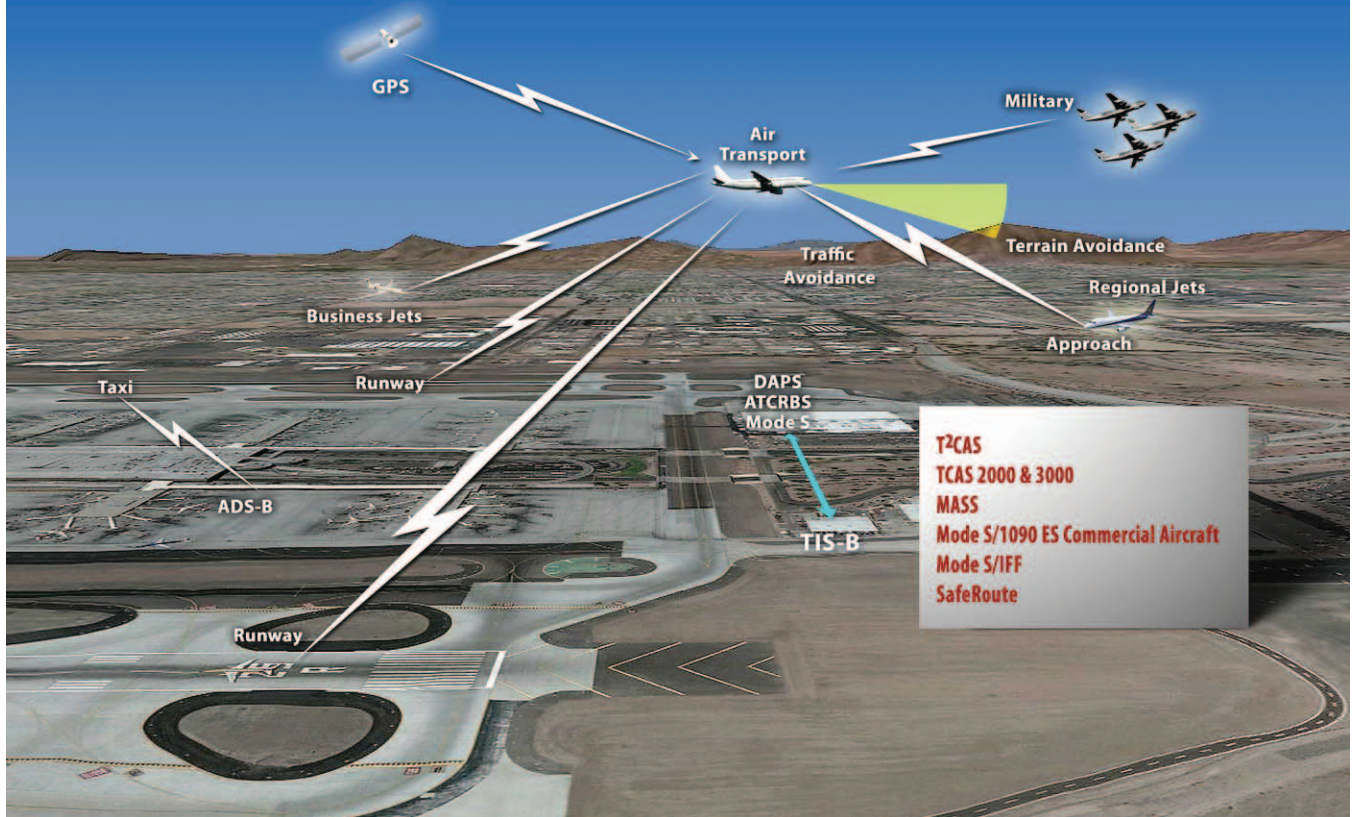 GPS
Military
Air
Transport
Terrain Avoidance
Traffic
Avoidance
Regional Jets
Business Jets
Approach
Runway
Taxi
DAPS
ATCRBS
Mode S
ADS-B
TIS-B
T²CAS
TCAS 2000 & 3000
MASS
Mode S/1090 ES Commercial Aircraft
Mode S/IFF
SafeRoute
Runway